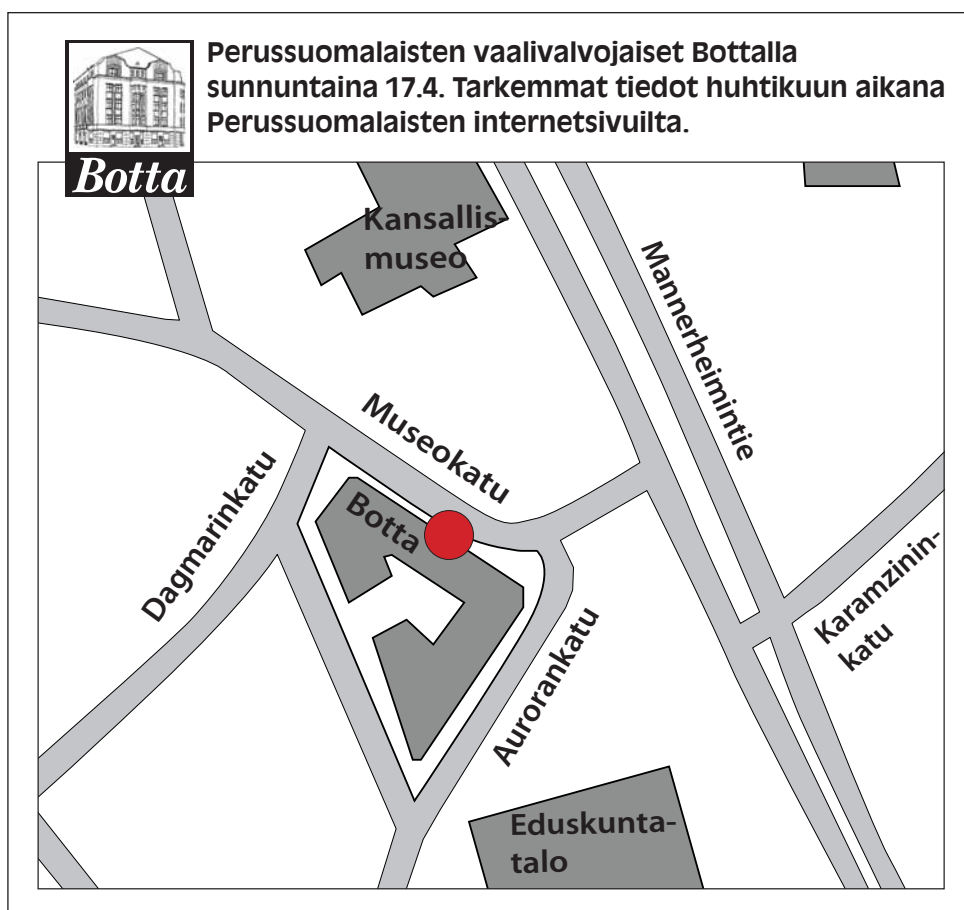 Perussuomalaisten vaalivalvojaiset Bottalla
sunnuntaina 17.4. Tarkemmat tiedot huhtikuun aikana
Perussuomalaisten internetsivuilta.
Botta
Kansallis-
museo
Mannerheimintie
Museokatu
Dagmarinkatu
Botta
Karamzinin-
katu
Aurorankatu
Eduskunta-
talo